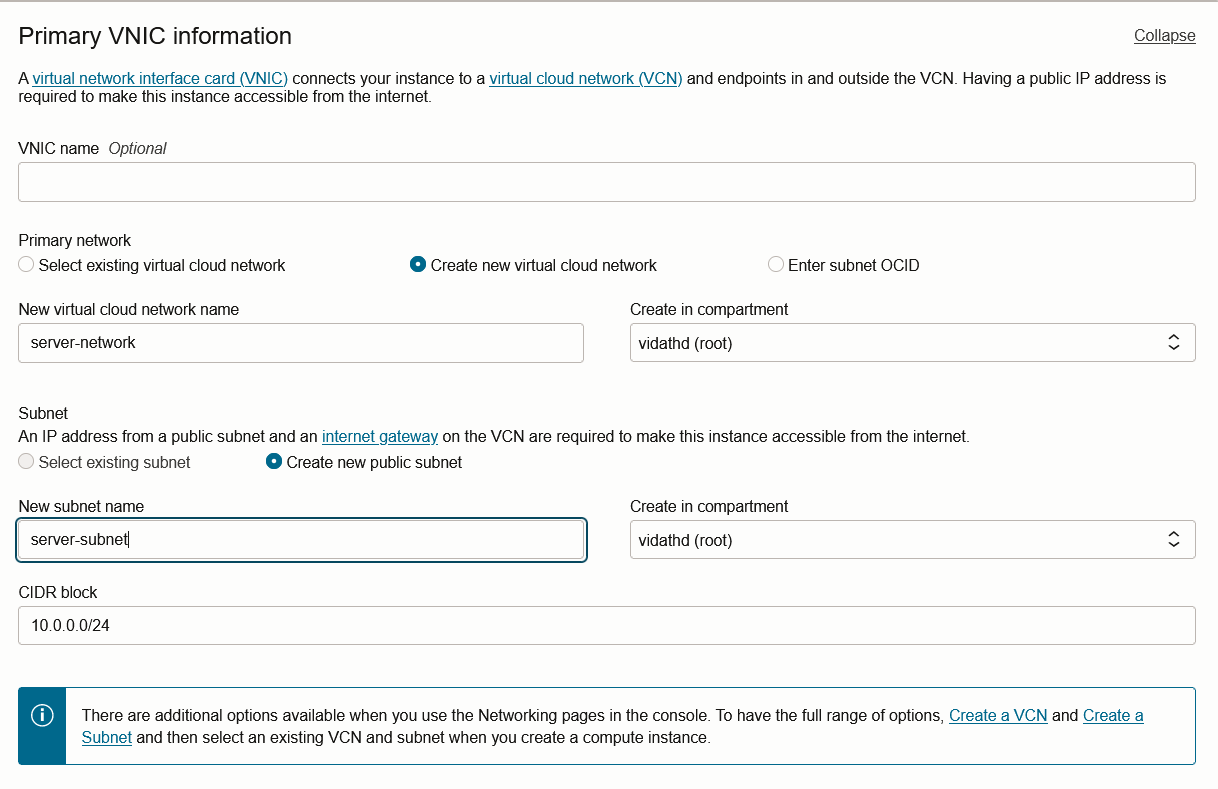 Primary VNIC information
Collapse
A virtual network interface card (VNIC) connects your instance to a virtual cloud network (VCN) and endpoints in and outside the VCN. Having a public IP address is
required to make this instance accessible from the internet.
VNIC name Optional
Primary network
Select existing virtual cloud network
Create new virtual cloud network
Enter subnet OCID
New virtual cloud network name
Create in compartment
server-network
vidathd (root)
Subnet
An IP address from a public subnet and an internet gateway on the VCN are required to make this instance accessible from the internet.
Select existing subnet
Create new public subnet
New subnet name
Create in compartment
server-subnet
vidathd (root)
CIDR block
10.0.0.0/24
There are additional options available when you use the Networking pages in the console. To have the full range of options, Create a VCN and Create a
Subnet and then select an existing VCN and subnet when you create a compute instance.